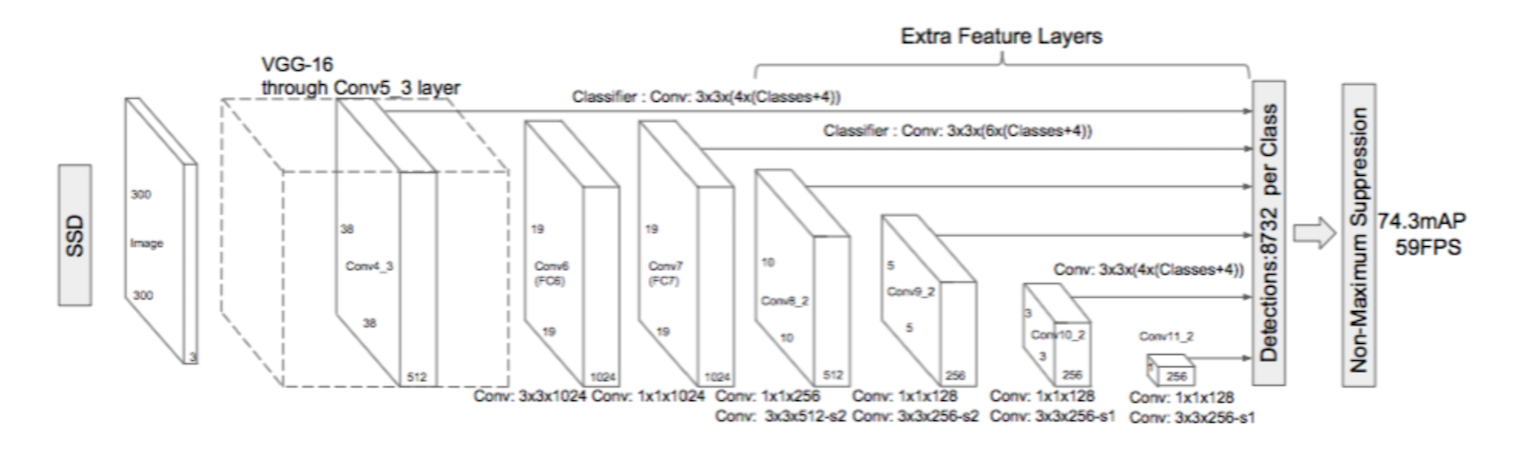 Extra Feature Layers
VGG-16
through Conv5_3 layer
Classifier : Conv: 3x3x(4x(Classes+4))
Classifier : Conv: 3x3x(6x(Classes+4))
SSD
300
Image
300
3
38
Conv4_3
38
512
19
Conv6
(FC6)
19
1024
19
Conv7
(FC7)
19
1024
10
Conv8_2
10
512
5
Conv9_2
5
256
Conv: 3x3x(4x(Classes+4))
3
Conv10_2
3
256
Conv11_2
1
256
Detections:8732 per Class
Non-Maximum Suppression
74.3mAP
59FPS
Conv: 3x3x1024
Conv: 1x1x1024
Conv: 1x1x256
Conv: 3x3x512-s2
Conv: 1x1x128
Conv: 3x3x256-s2
Conv: 1x1x128
Conv: 3x3x256-s1
Conv: 1x1x128
Conv: 3x3x256-s1